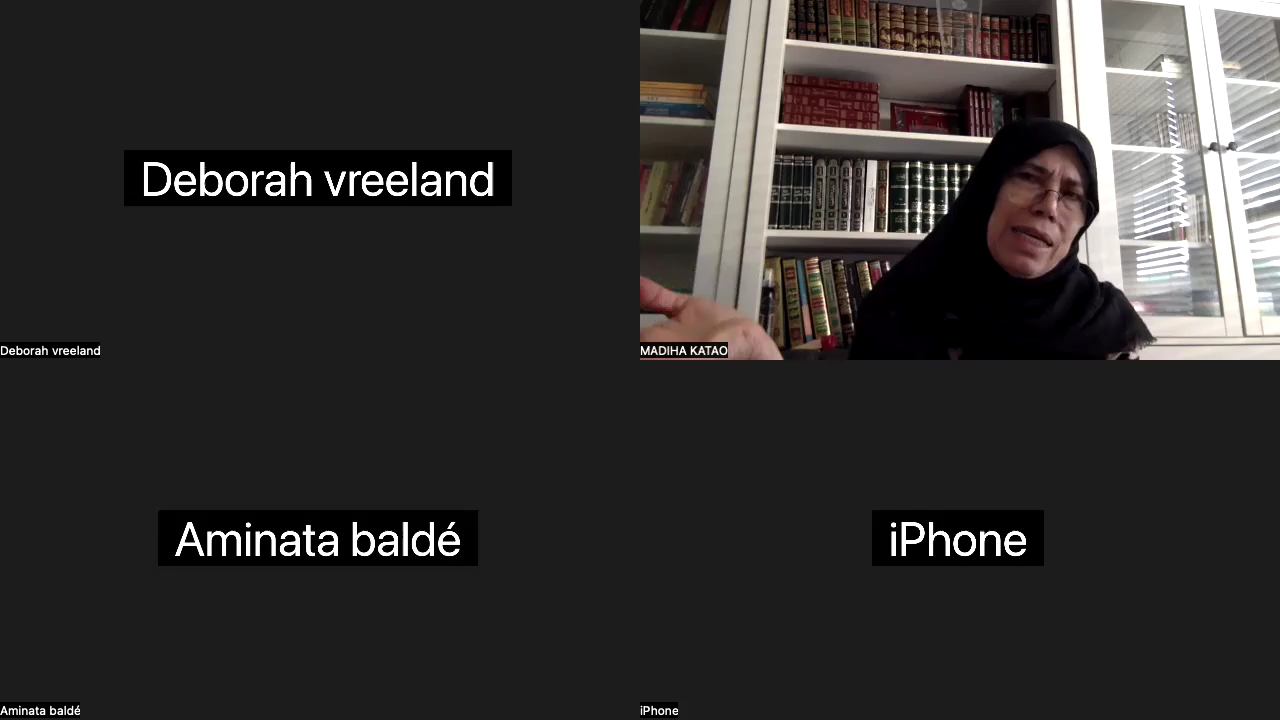 Deborah vreeland
Deborah vreeland
MADIHA KATAO
Aminata baldé
iPhone
Aminata baldé
iPhone